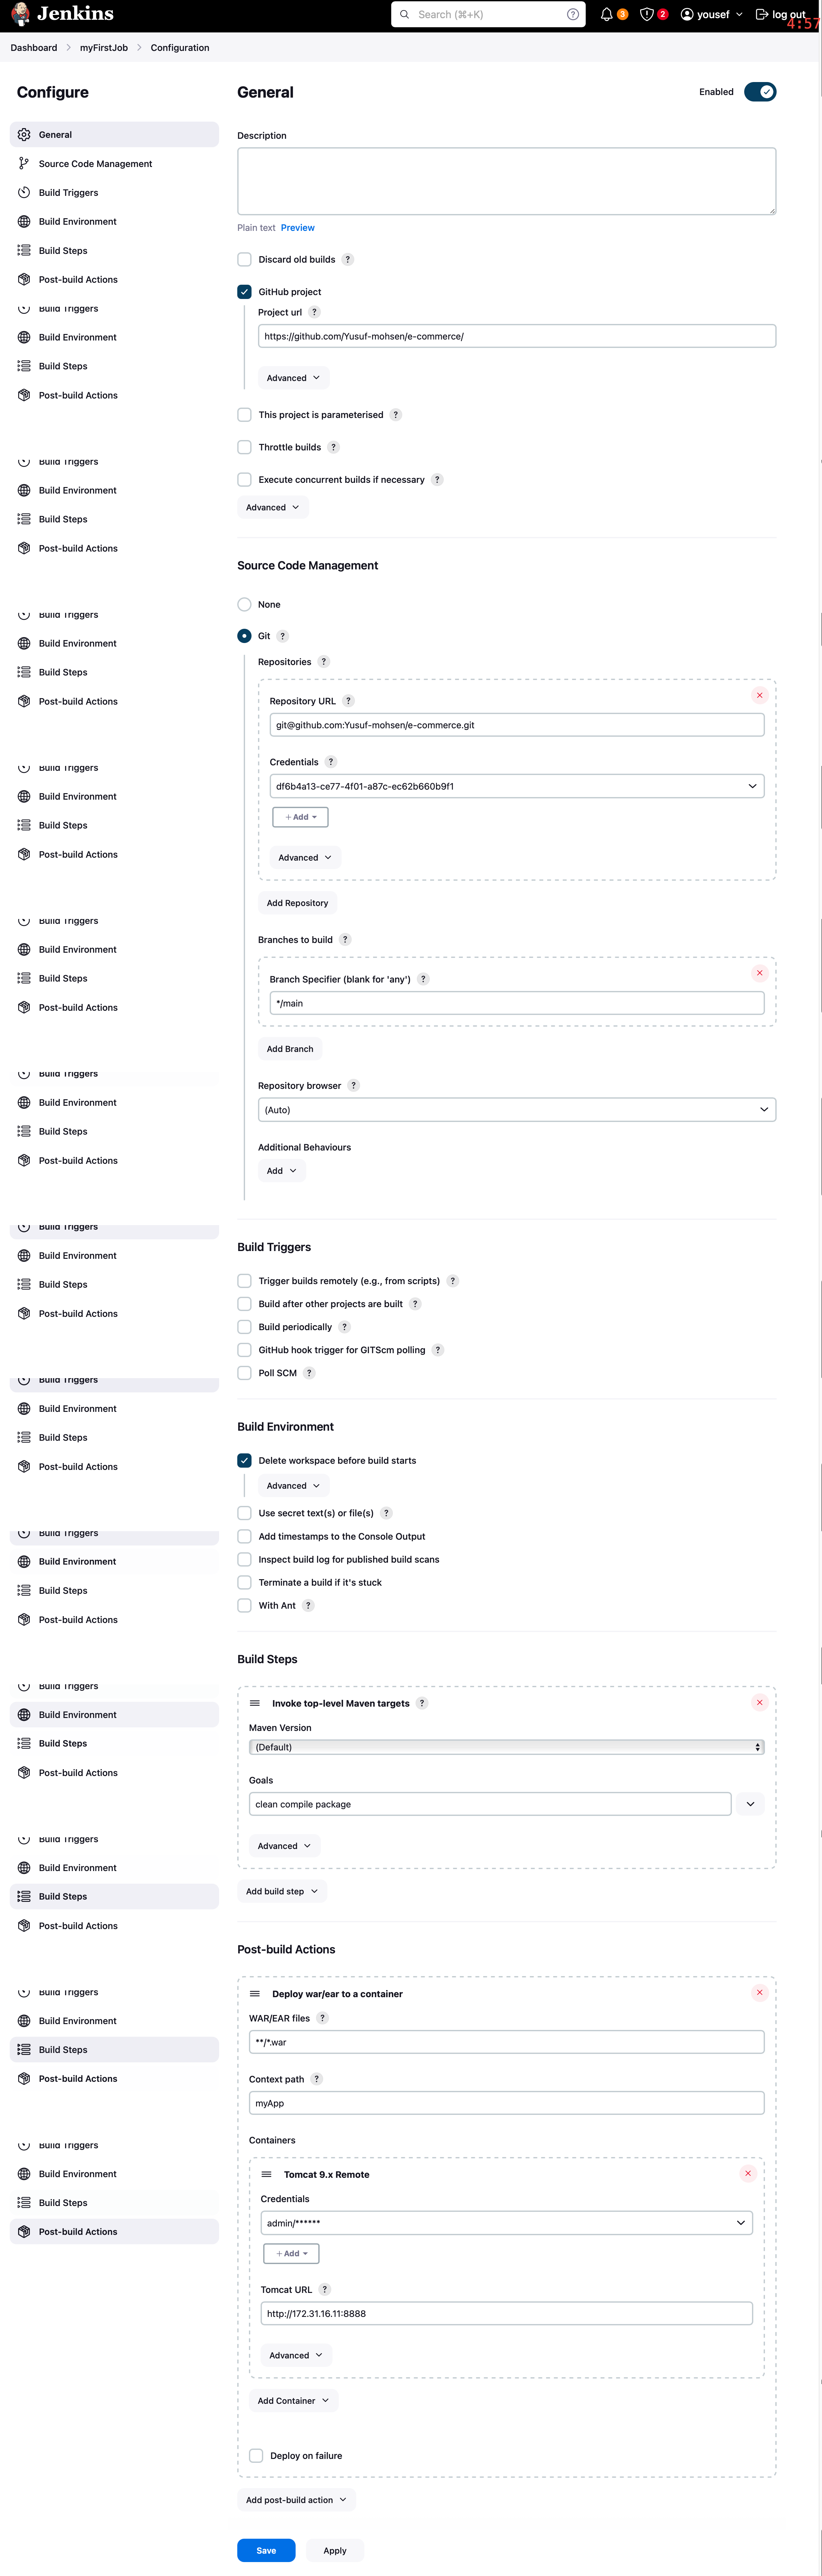 Jenkins
Search (⌘+K)
?
3
2
yousef
log out
4:57
Dashboard
myFirstJob
Configuration
Configure
General
Source Code Management
Build Triggers
Build Environment
Build Steps
Post-build Actions
Build Triggers
Build Environment
Build Steps
Post-build Actions
Build Triggers
Build Environment
Build Steps
Post-build Actions
Build Triggers
Build Environment
Build Steps
Post-build Actions
Build Triggers
Build Environment
Build Steps
Post-build Actions
Build Triggers
Build Environment
Build Steps
Post-build Actions
Build Triggers
Build Environment
Build Steps
Post-build Actions
Build Triggers
Build Environment
Build Steps
Post-build Actions
Build Triggers
Build Environment
Build Steps
Post-build Actions
Build Triggers
Build Environment
Build Steps
Post-build Actions
Build Triggers
Build Environment
Build Steps
Post-build Actions
Build Triggers
Build Environment
Build Steps
Post-build Actions
Build Triggers
Build Environment
Build Steps
Post-build Actions
Build Triggers
Build Environment
Build Steps
Post-build Actions
General
Enabled
Description
Plain text Preview
Discard old builds ?
GitHub project
Project url ?
https://github.com/Yusuf-mohsen/e-commerce/
Advanced
This project is parameterised ?
Throttle builds ?
Execute concurrent builds if necessary ?
Advanced
Source Code Management
None
Git ?
Repositories ?
Repository URL ?
git@github.com:Yusuf-mohsen/e-commerce.git
Credentials ?
df6b4a13-ce77-4f01-a87c-ec62b660b9f1
+ Add
Advanced
Add Repository
Branches to build ?
Branch Specifier (blank for 'any') ?
*/main
Add Branch
Repository browser ?
(Auto)
Additional Behaviours
Add
Build Triggers
Trigger builds remotely (e.g., from scripts) ?
Build after other projects are built ?
Build periodically ?
GitHub hook trigger for GITScm polling ?
Poll SCM ?
Build Environment
Delete workspace before build starts
Advanced
Use secret text(s) or file(s) ?
Add timestamps to the Console Output
Inspect build log for published build scans
Terminate a build if it's stuck
With Ant ?
Build Steps
Invoke top-level Maven targets ?
Maven Version
(Default)
Goals
clean compile package
Advanced
Add build step
Post-build Actions
Deploy war/ear to a container
WAR/EAR files ?
**/*.war
Context path ?
myApp
Containers
Tomcat 9.x Remote
Credentials
admin/******
+ Add
Tomcat URL ?
http://172.31.16.11:8888
Advanced
Add Container
Deploy on failure
Add post-build action
Save
Apply